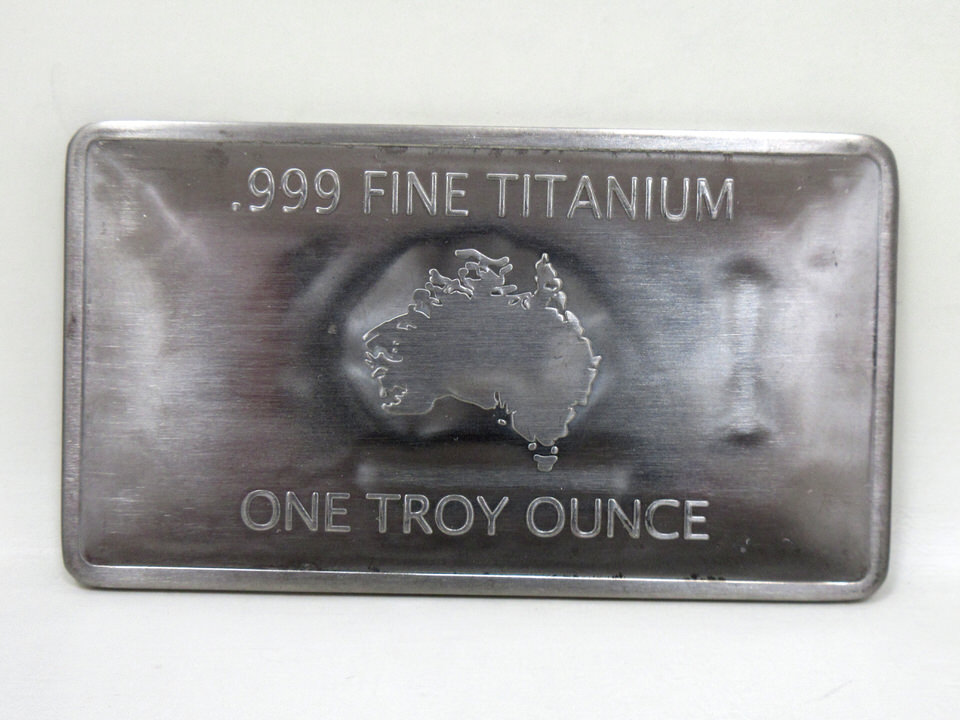 .999 FINE TITANIUM
ONE TROY OUNCE